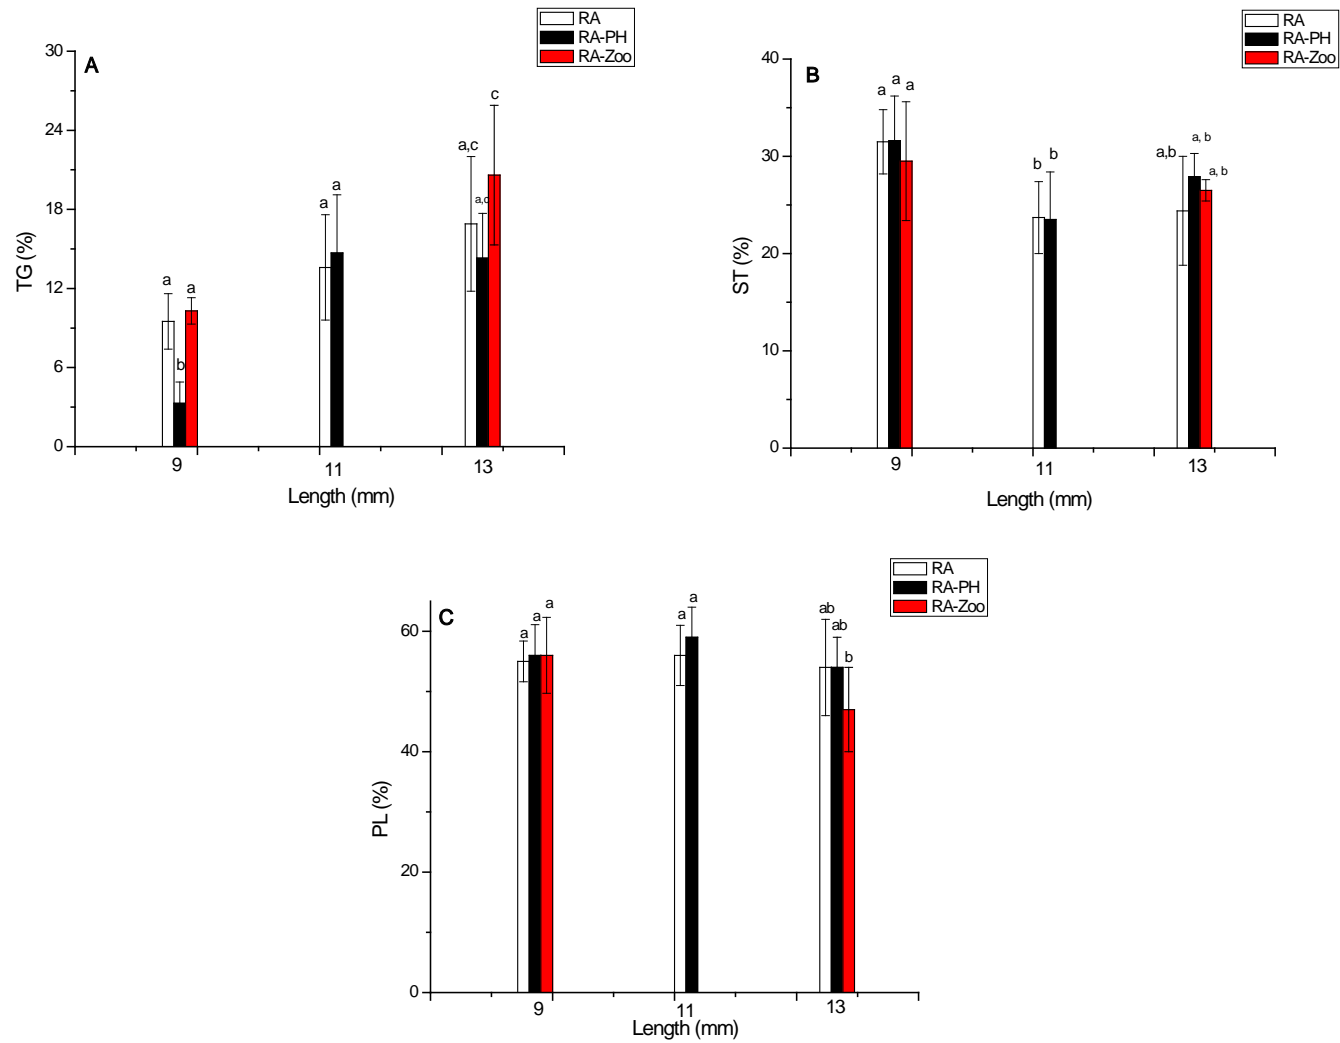 RA
RA-PH
RA-Zoo
A
30
24
18
12
6
0
TG (%)
a
b
a
a
a
a,c
a,c
c
9
11
13
Length (mm)
RA
RA-PH
RA-Zoo
B
40
30
20
10
0
ST (%)
a
a
a
b
b
a,b
a, b
a, b
9
11
13
Length (mm)
RA
RA-PH
RA-Zoo
C
60
40
20
0
PL (%)
a
a
a
a
a
ab
ab
b
9
11
13
Length (mm)